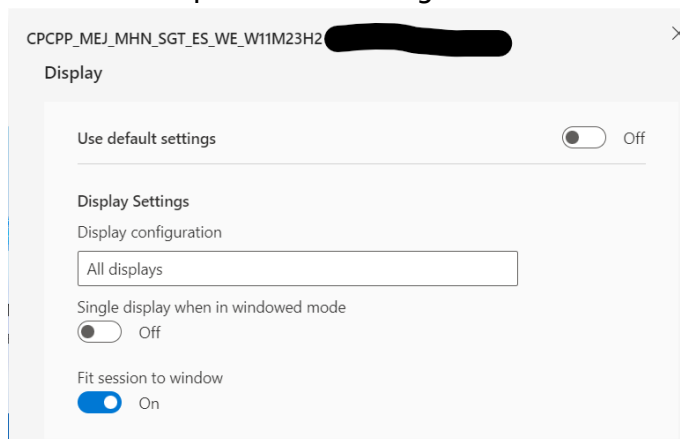 CPCPP_MEJ_MHN_SGT_ES_WE_W11M23H2
Display
Use default settings
Off
Display Settings
Display configuration
All displays
Single display when in windowed mode
Off
Fit session to window
On